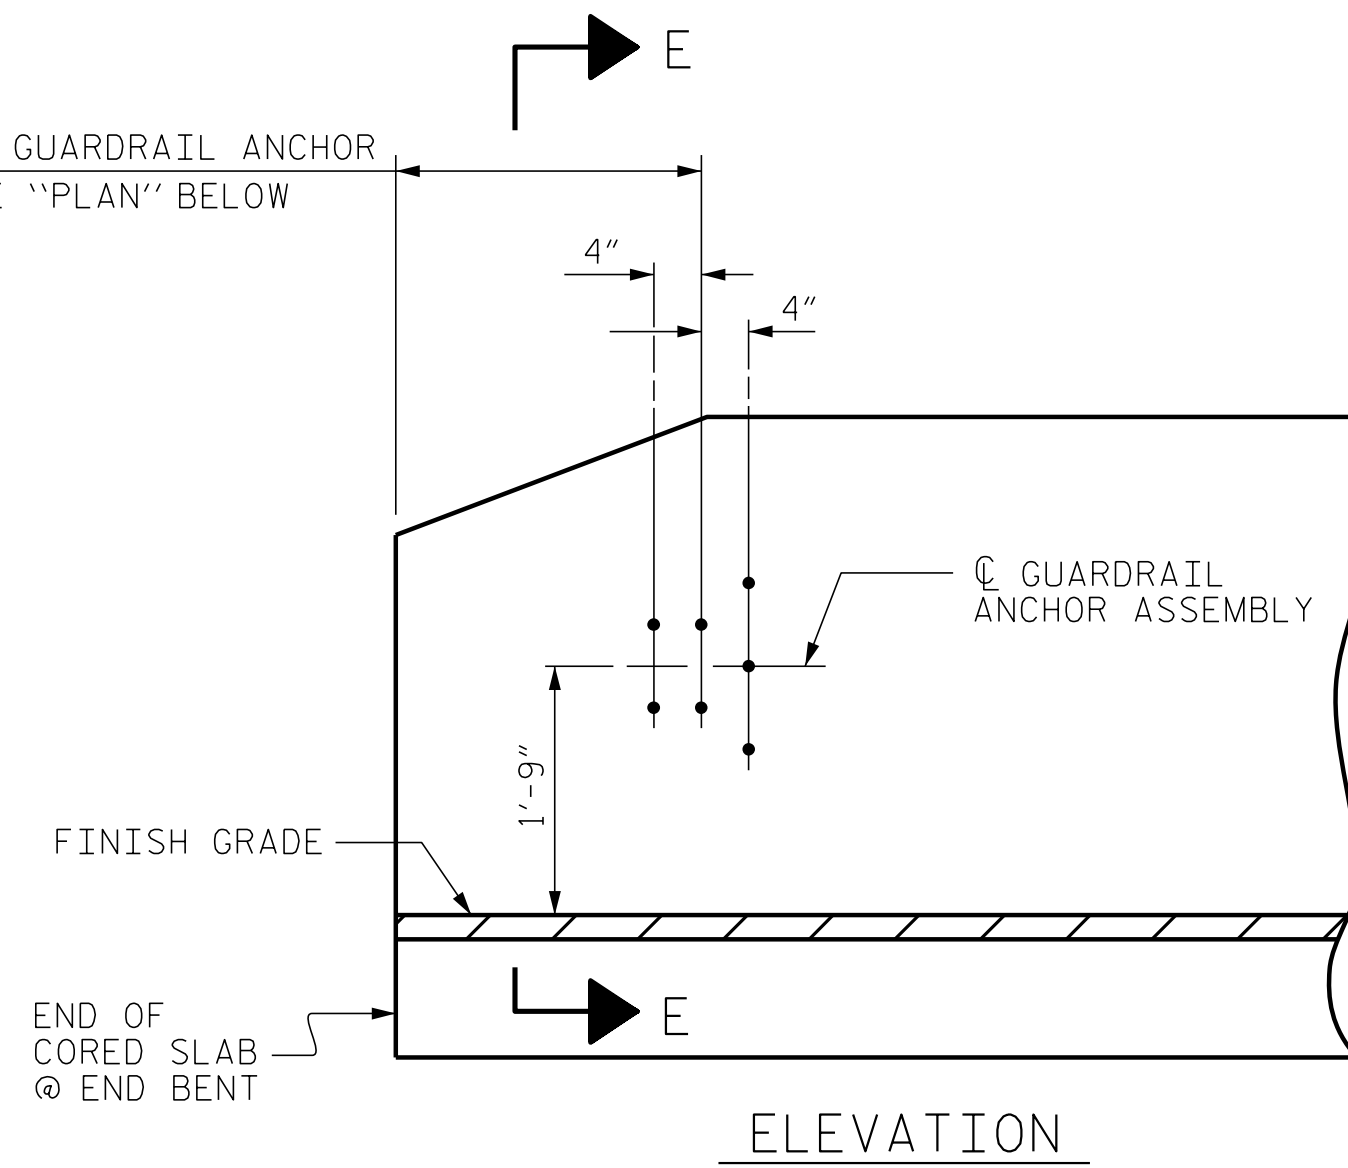 E
GUARDRAIL ANCHOR
"PLAN" BELOW
4"
4"
℄ GUARDRAIL
ANCHOR ASSEMBLY
1'-9"
FINISH GRADE
E
END OF
CORED SLAB
@ END BENT
ELEVATION